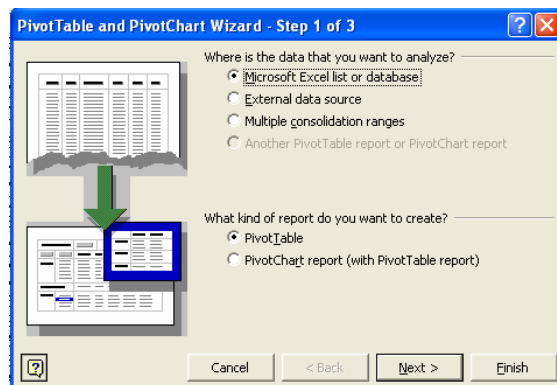 PivotTable and PivotChart Wizard - Step 1 of 3
Where is the data that you want to analyze?
Microsoft Excel list or database
External data source
Multiple consolidation ranges
Another PivotTable report or PivotChart report
What kind of report do you want to create?
PivotTable
PivotChart report (with PivotTable report)
Cancel
< Back
Next >
Finish